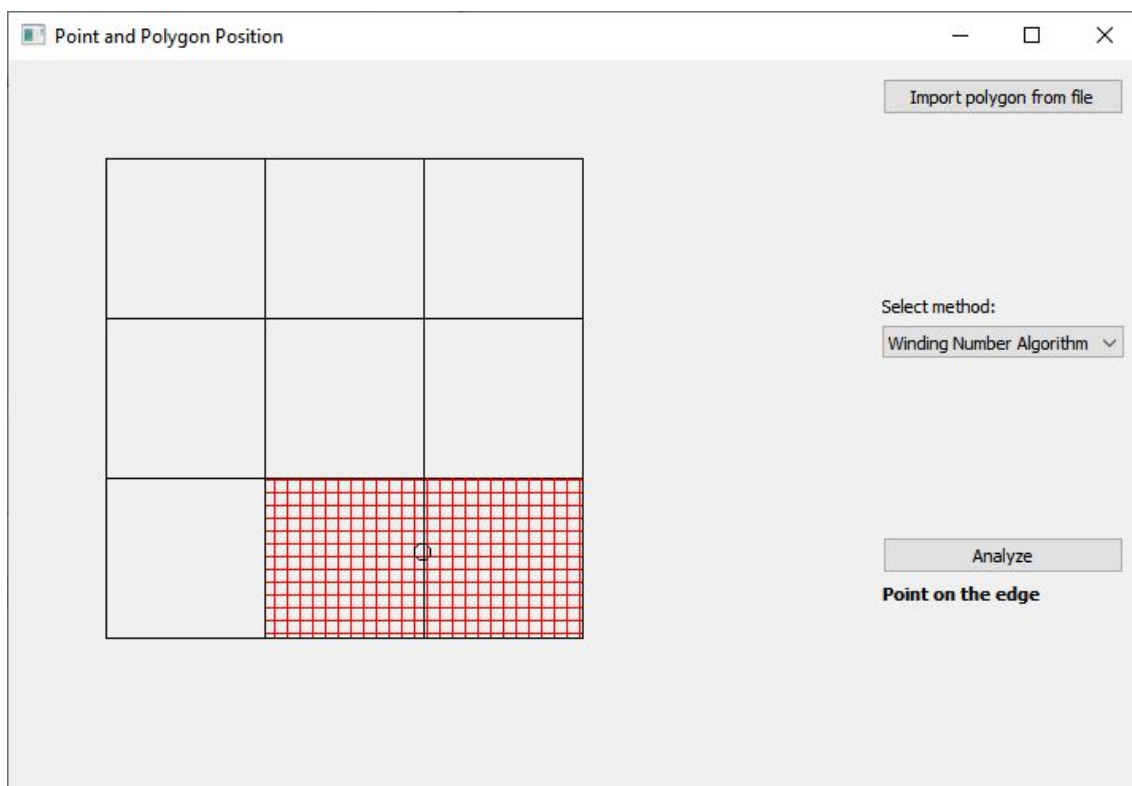 Point and Polygon Position
Import polygon from file
Select method:
Winding Number Algorithm
Analyze
Point on the edge